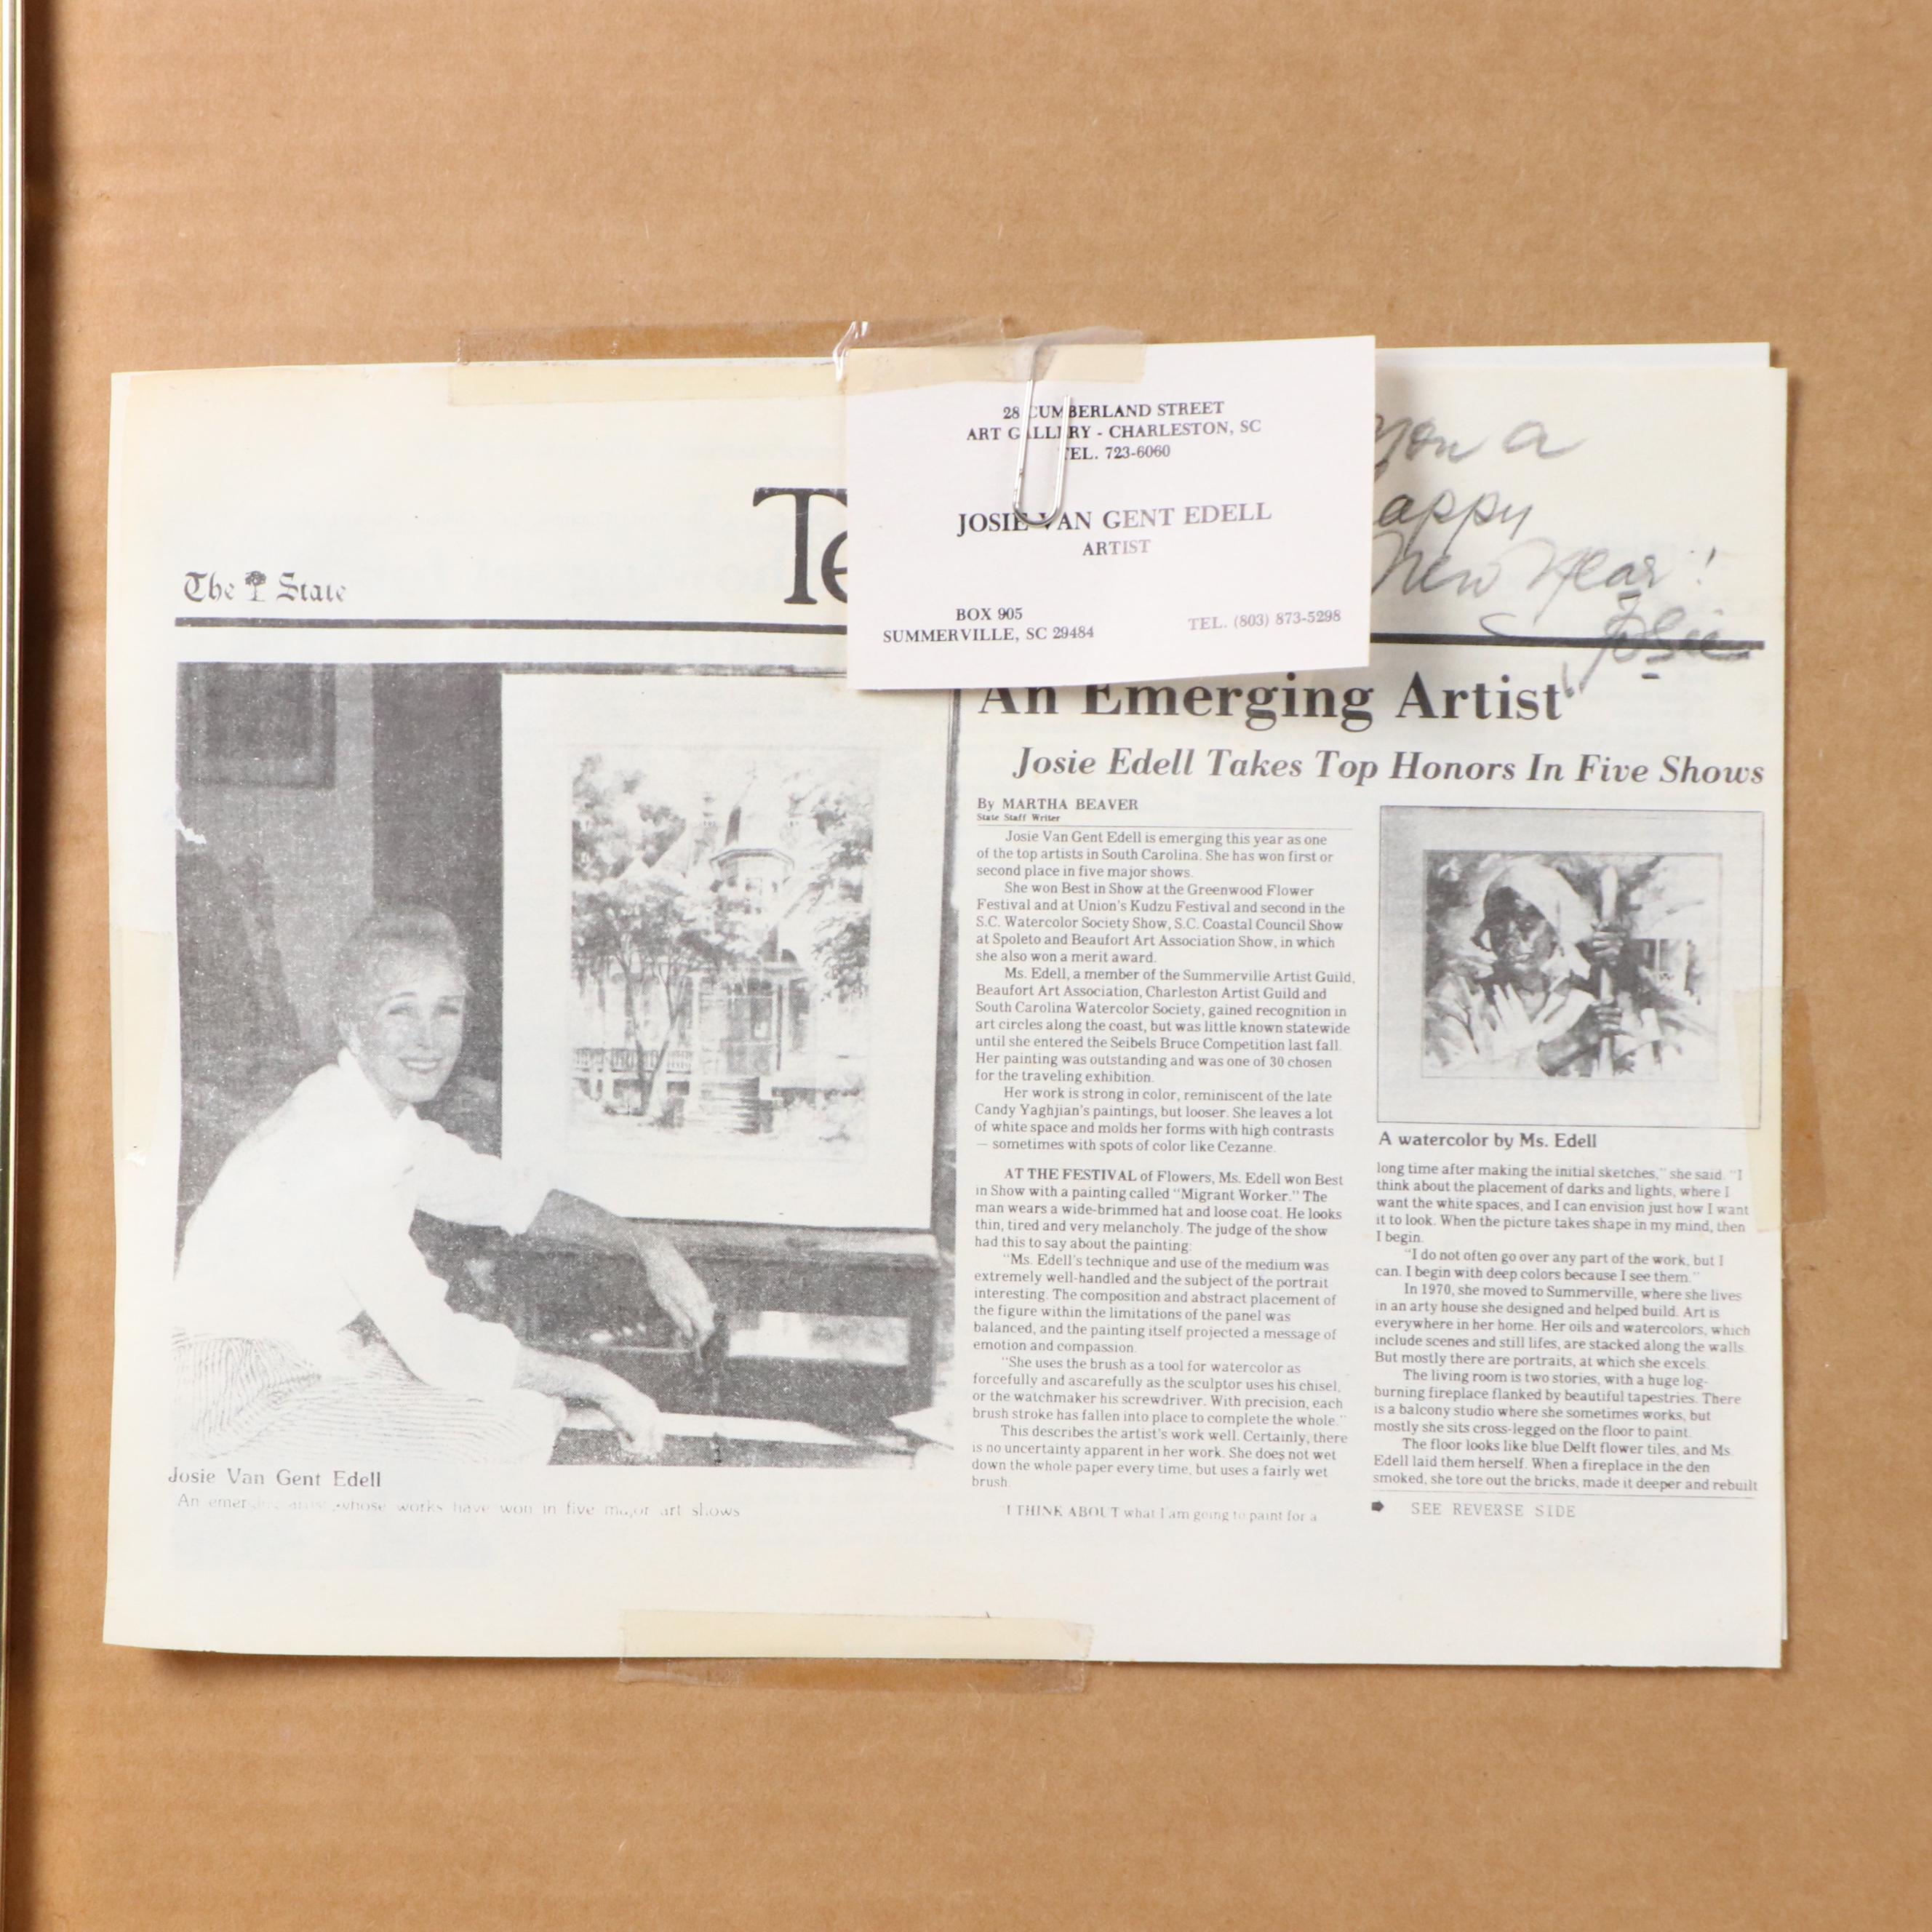 28 CUMBERLAND STREET
ART GALLERY - CHARLESTON, SC
TEL. 723-6060
JOSIE VAN GENT EDELL
ARTIST
BOX 905
SUMMERVILLE, SC 29484
TEL. (803) 873-5298
you a
appy
New Year!
Josie
The State
Te
An Emerging Artist
Josie Edell Takes Top Honors In Five Shows
By MARTHA BEAVER
State Staff Writer
Josie Van Gent Edell is emerging this year as one
of the top artists in South Carolina. She has won first or
second place in five major shows.
She won Best in Show at the Greenwood Flower
Festival and at Union's Kudzu Festival and second in the
S.C. Watercolor Society Show, S.C. Coastal Council Show
at Spoleto and Beaufort Art Association Show, in which
she also won a merit award.
Ms. Edell, a member of the Summerville Artist Guild,
Beaufort Art Association, Charleston Artist Guild and
South Carolina Watercolor Society, gained recognition in
art circles along the coast, but was little known statewide
until she entered the Seibels Bruce Competition last fall.
Her painting was outstanding and was one of 30 chosen
for the traveling exhibition.
Her work is strong in color, reminiscent of the late
Candy Yaghjian's paintings, but looser. She leaves a lot
of white space and molds her forms with high contrasts
— sometimes with spots of color like Cezanne.
AT THE FESTIVAL of Flowers, Ms. Edell won Best
in Show with a painting called "Migrant Worker." The
man wears a wide-brimmed hat and loose coat. He looks
thin, tired and very melancholy. The judge of the show
had this to say about the painting:
"Ms. Edell's technique and use of the medium was
extremely well-handled and the subject of the portrait
interesting. The composition and abstract placement of
the figure within the limitations of the panel was
balanced, and the painting itself projected a message of
emotion and compassion.
"She uses the brush as a tool for watercolor as
forcefully and ascarefully as the sculptor uses his chisel,
or the watchmaker his screwdriver. With precision, each
brush stroke has fallen into place to complete the whole."
This describes the artist's work well. Certainly, there
is no uncertainty apparent in her work. She does not wet
down the whole paper every time, but uses a fairly wet
brush.
"I THINK ABOUT what I am going to paint for a
A watercolor by Ms. Edell
long time after making the initial sketches," she said. "I
think about the placement of darks and lights, where I
want the white spaces, and I can envision just how I want
it to look. When the picture takes shape in my mind, then
I begin.
"I do not often go over any part of the work, but I
can. I begin with deep colors because I see them."
In 1970, she moved to Summerville, where she lives
in an arty house she designed and helped build. Art is
everywhere in her home. Her oils and watercolors, which
include scenes and still lifes, are stacked along the walls.
But mostly there are portraits, at which she excels.
The living room is two stories, with a huge log-
burning fireplace flanked by beautiful tapestries. There
is a balcony studio where she sometimes works, but
mostly she sits cross-legged on the floor to paint.
The floor looks like blue Delft flower tiles, and Ms.
Edell laid them herself. When a fireplace in the den
smoked, she tore out the bricks, made it deeper and rebuilt
SEE REVERSE SIDE
Josie Van Gent Edell
An emerging artist whose works have won in five major art shows